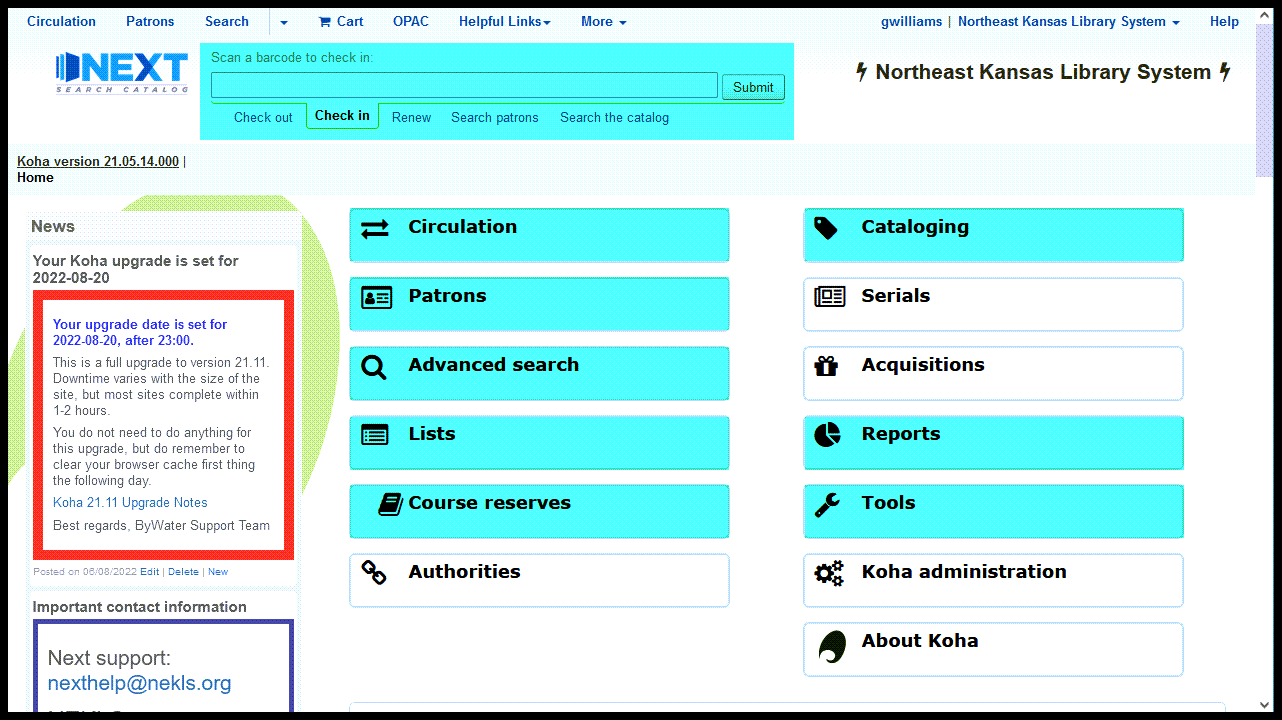 Circulation Patrons Search Cart OPAC Helpful Links More gwilliams | Northeast Kansas Library System Help
NEXT
SEARCH CATALOG
Scan a barcode to check in:
Submit
Check out Check in Renew Search patrons Search the catalog
Northeast Kansas Library System
Koha version 21.05.14.000 |
Home
News
Your Koha upgrade is set for
2022-08-20
Your upgrade date is set for
2022-08-20, after 23:00.
This is a full upgrade to version 21.11.
Downtime varies with the size of the
site, but most sites complete within
1-2 hours.
You do not need to do anything for
this upgrade, but do remember to
clear your browser cache first thing
the following day.
Koha 21.11 Upgrade Notes
Best regards, ByWater Support Team
Posted on 06/08/2022 Edit | Delete | New
Important contact information
Next support:
nexthelp@nekls.org
Circulation
Patrons
Advanced search
Lists
Course reserves
Authorities
Cataloging
Serials
Acquisitions
Reports
Tools
Koha administration
About Koha